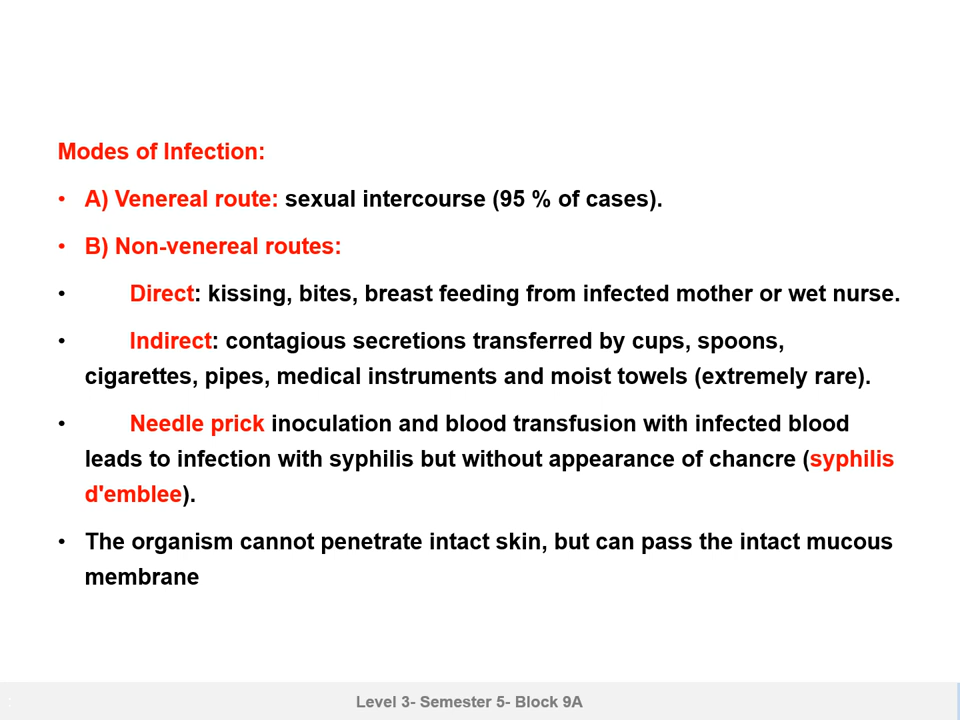 Modes of Infection:
• A) Venereal route: sexual intercourse (95 % of cases).
• B) Non-venereal routes:
• Direct: kissing, bites, breast feeding from infected mother or wet nurse.
• Indirect: contagious secretions transferred by cups, spoons,
cigarettes, pipes, medical instruments and moist towels (extremely rare).
• Needle prick inoculation and blood transfusion with infected blood
leads to infection with syphilis but without appearance of chancre (syphilis
d'emblee).
• The organism cannot penetrate intact skin, but can pass the intact mucous
membrane
Level 3- Semester 5- Block 9A